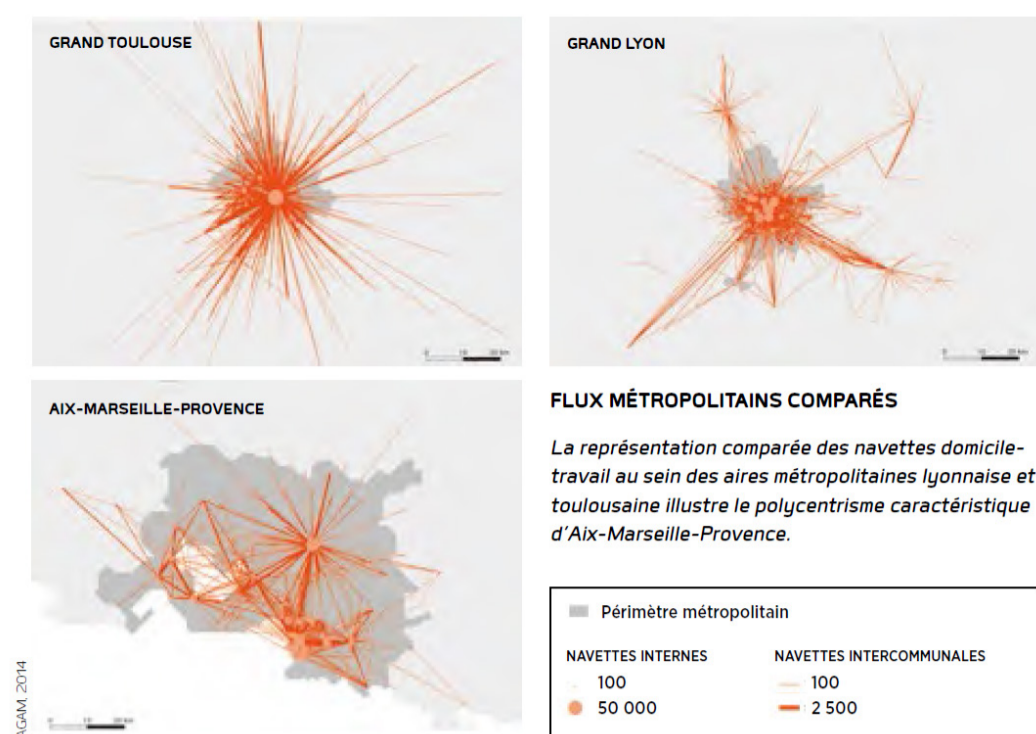 GRAND TOULOUSE
GRAND LYON
AIX-MARSEILLE-PROVENCE
FLUX MÉTROPOLITAINS COMPARÉS
La représentation comparée des navettes domicile-
travail au sein des aires métropolitaines lyonnaise et
toulousaine illustre le polycentrisme caractéristique
d'Aix-Marseille-Provence.
Périmètre métropolitain
NAVETTES INTERNES
100
50 000
NAVETTES INTERCOMMUNALES
100
2 500
AGAM, 2014